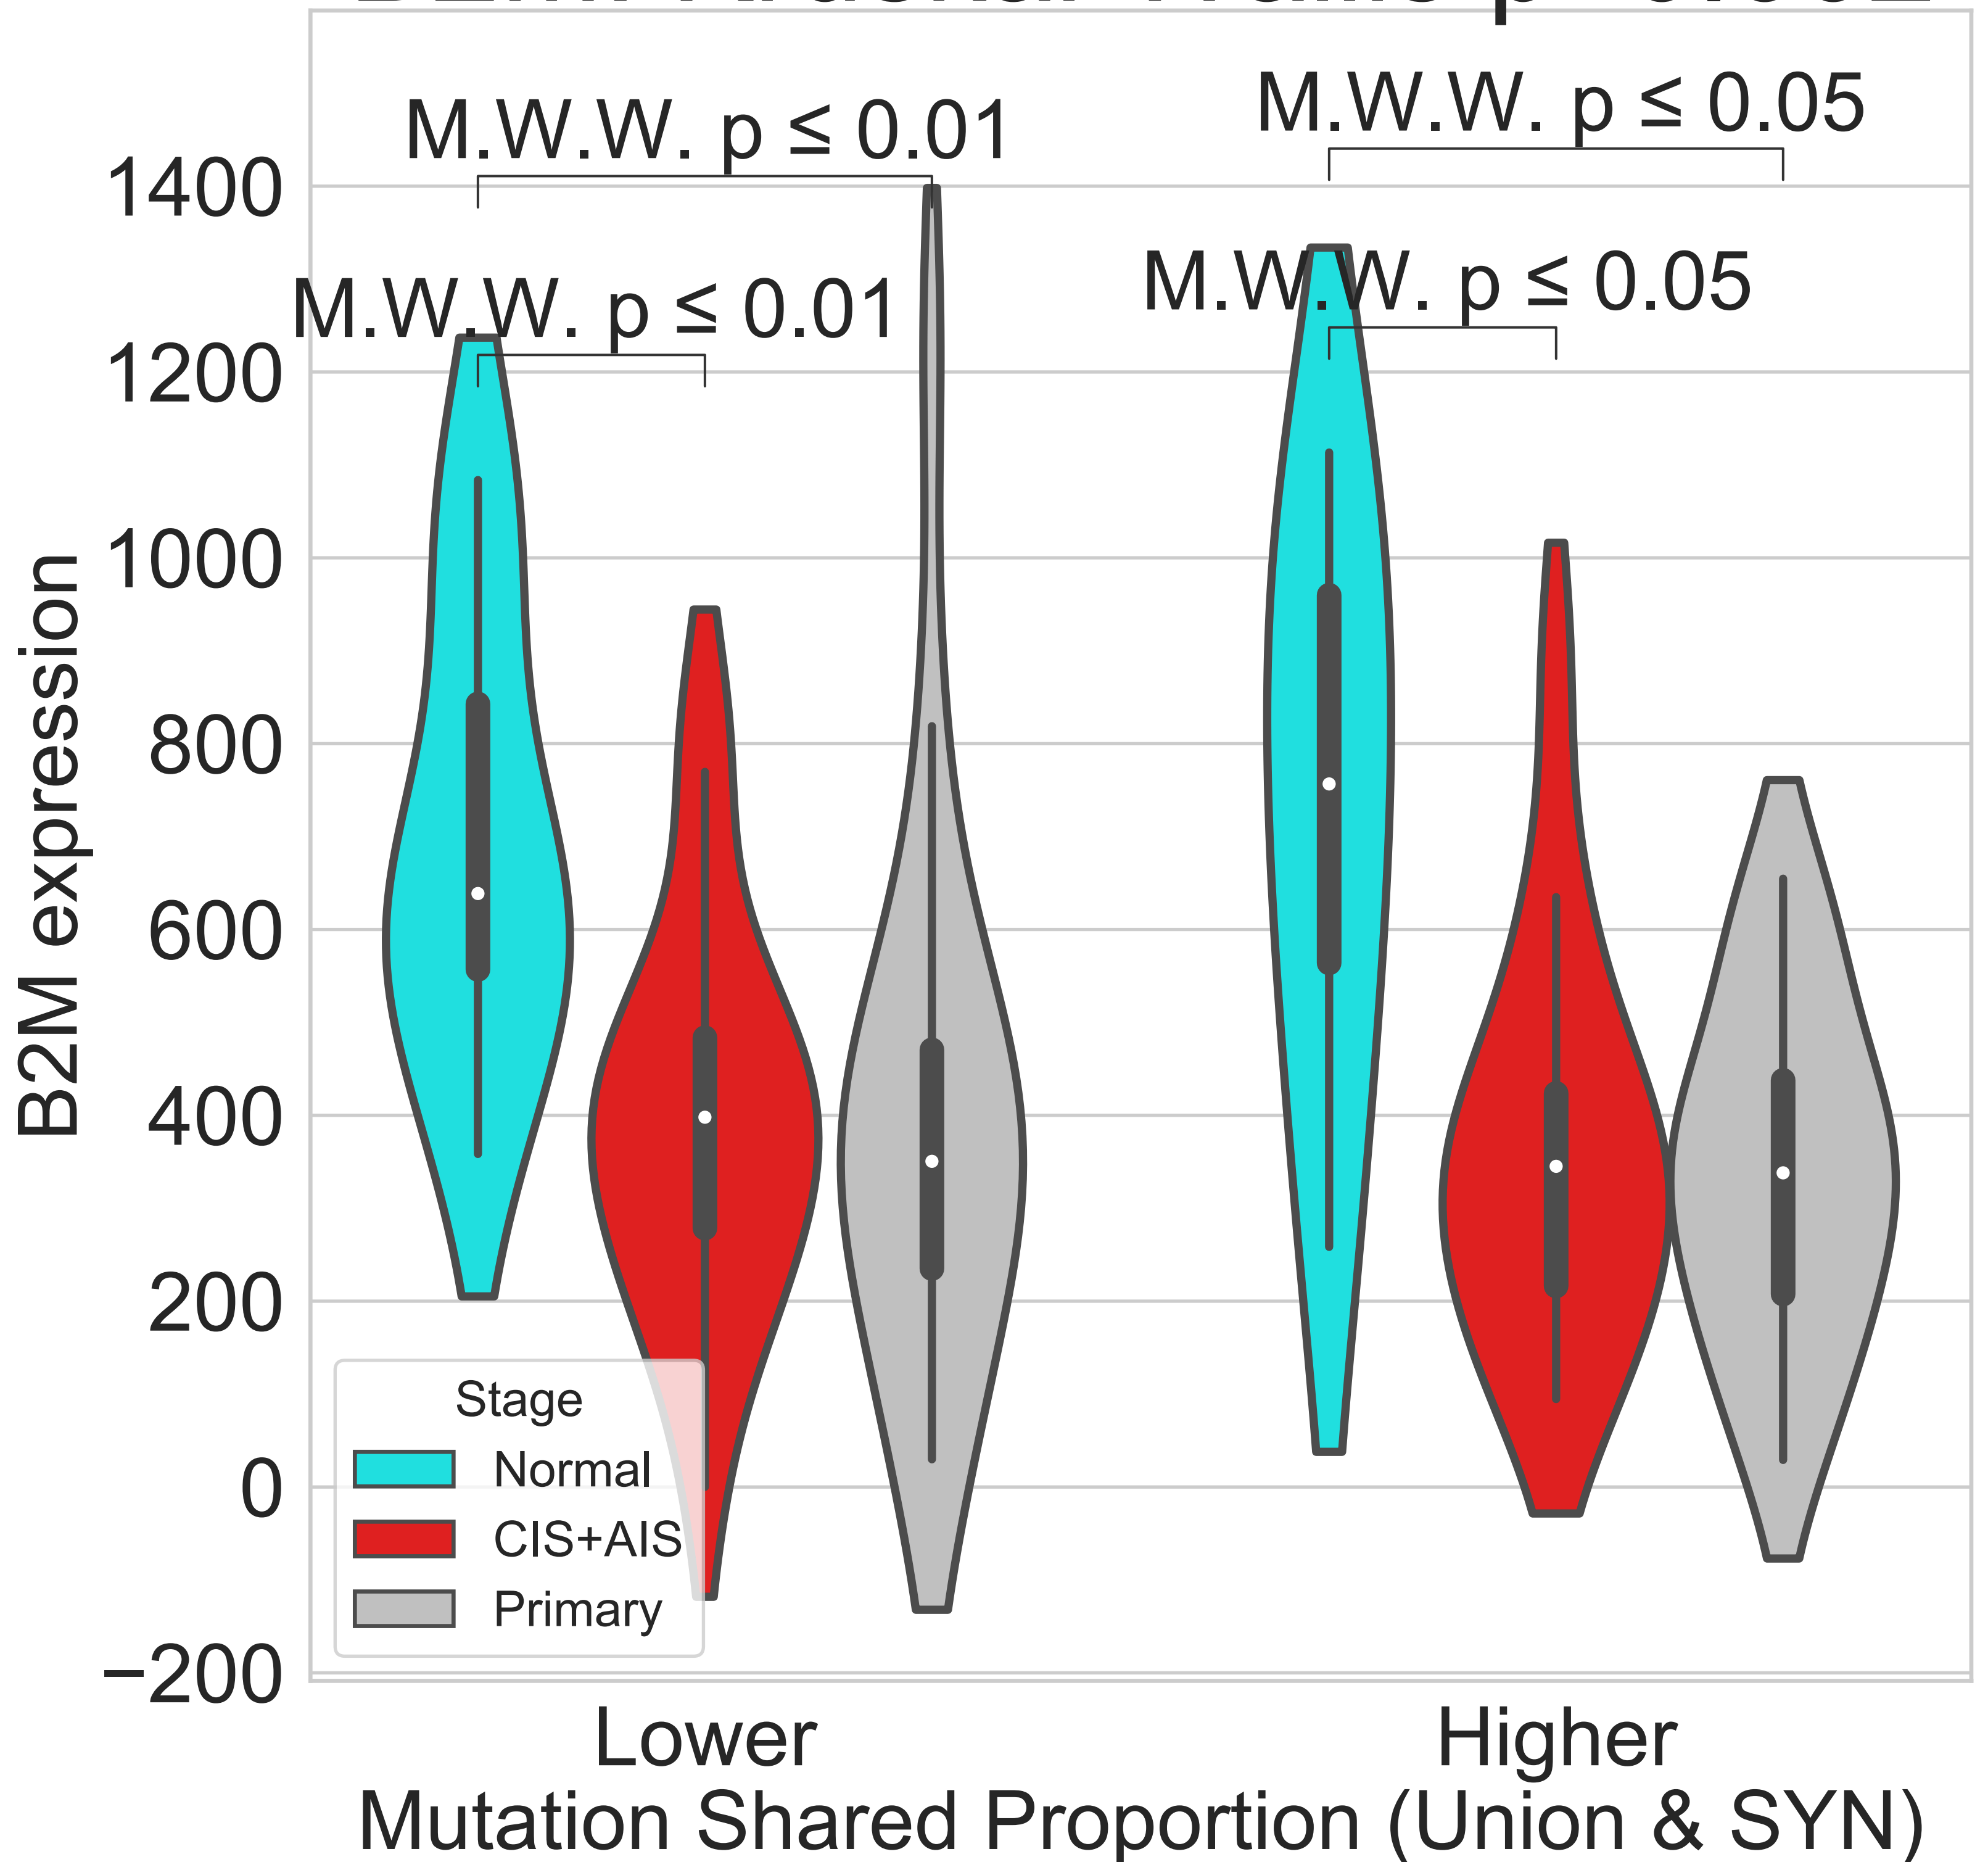 M.W.W. p ≤ 0.05
M.W.W. p ≤ 0.01
M.W.W. p ≤ 0.05
M.W.W. p ≤ 0.01
1400
1200
1000
800
600
400
200
0
−200
B2M expression
Stage
Normal
CIS+AIS
Primary
Lower
Higher
Mutation Shared Proportion (Union & SYN)